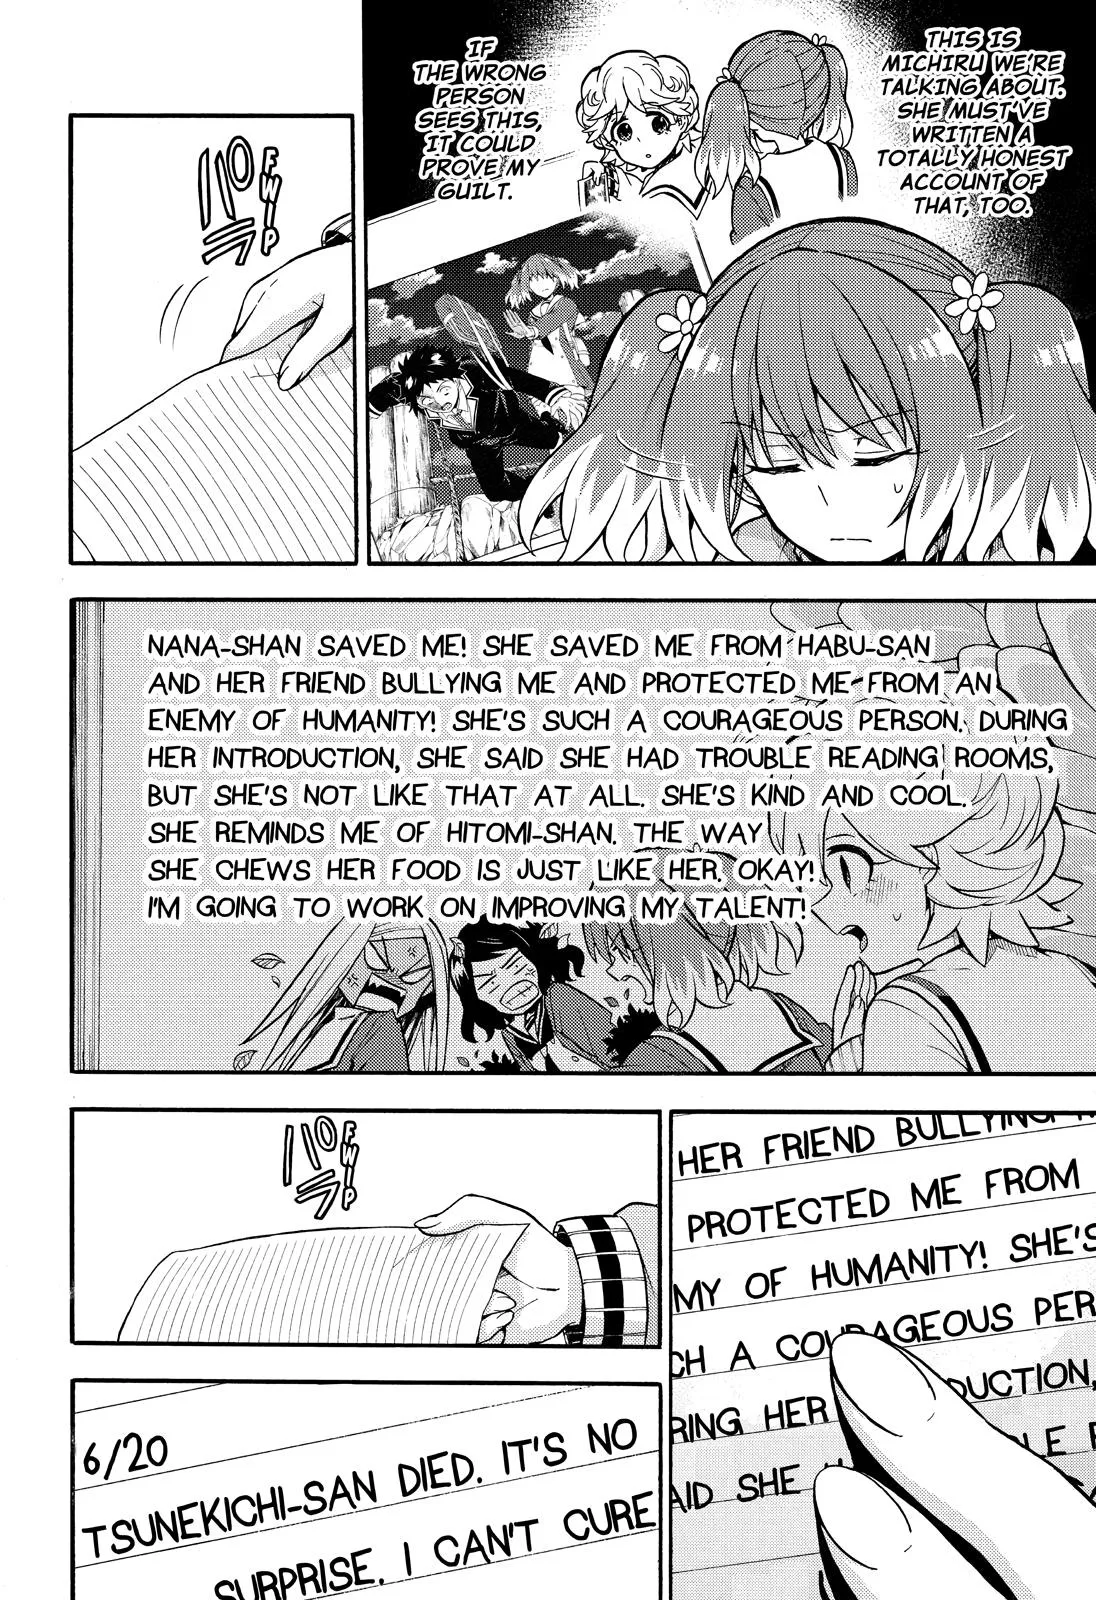 THIS IS
MICHIRU WE'RE
TALKING ABOUT.
SHE MUST'VE
WRITTEN A
TOTALLY HONEST
ACCOUNT OF
THAT, TOO.
IF
THE WRONG
PERSON
SEES THIS,
IT COULD
PROVE MY
GUILT.
パラ
FWIP
NANA-SHAN SAVED ME! SHE SAVED ME FROM HABU-SAN
AND HER FRIEND BULLYING ME AND PROTECTED ME FROM AN
ENEMY OF HUMANITY! SHE'S SUCH A COURAGEOUS PERSON. DURING
HER INTRODUCTION, SHE SAID SHE HAD TROUBLE READING ROOMS,
BUT SHE'S NOT LIKE THAT AT ALL. SHE'S KIND AND COOL.
SHE REMINDS ME OF HITOMI-SHAN. THE WAY
SHE CHEWS HER FOOD IS JUST LIKE HER. OKAY!
I'M GOING TO WORK ON IMPROVING MY TALENT!
HER FRIEND BULLYING
PROTECTED ME FROM
MY OF HUMANITY! SHE'S
CH A COURAGEOUS PER
RING HER ODUCTION,
AID SHE
パラ
FWIP
6/20
TSUNEKICHI-SAN DIED. IT'S NO
SURPRISE. I CAN'T CURE